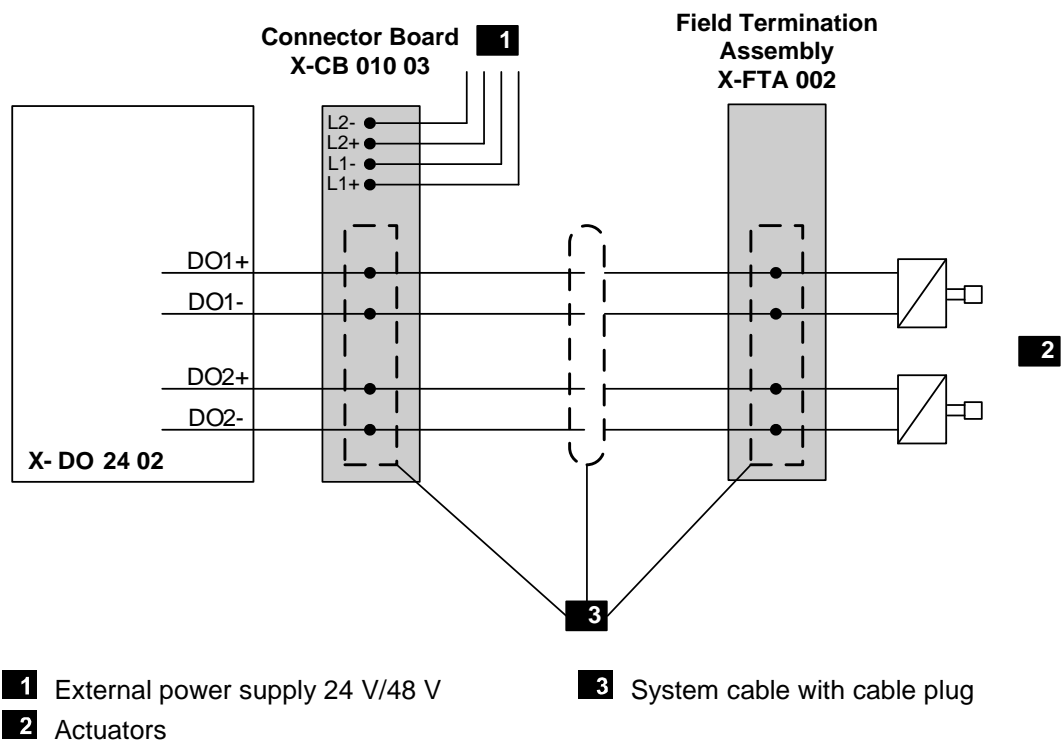 Connector Board
X-CB 010 03
1
Field Termination
Assembly
X-FTA 002
L2-
L2+
L1-
L1+
DO1+
DO1-
2
DO2+
DO2-
X- DO 24 02
3
1 External power supply 24 V/48 V
3 System cable with cable plug
2 Actuators